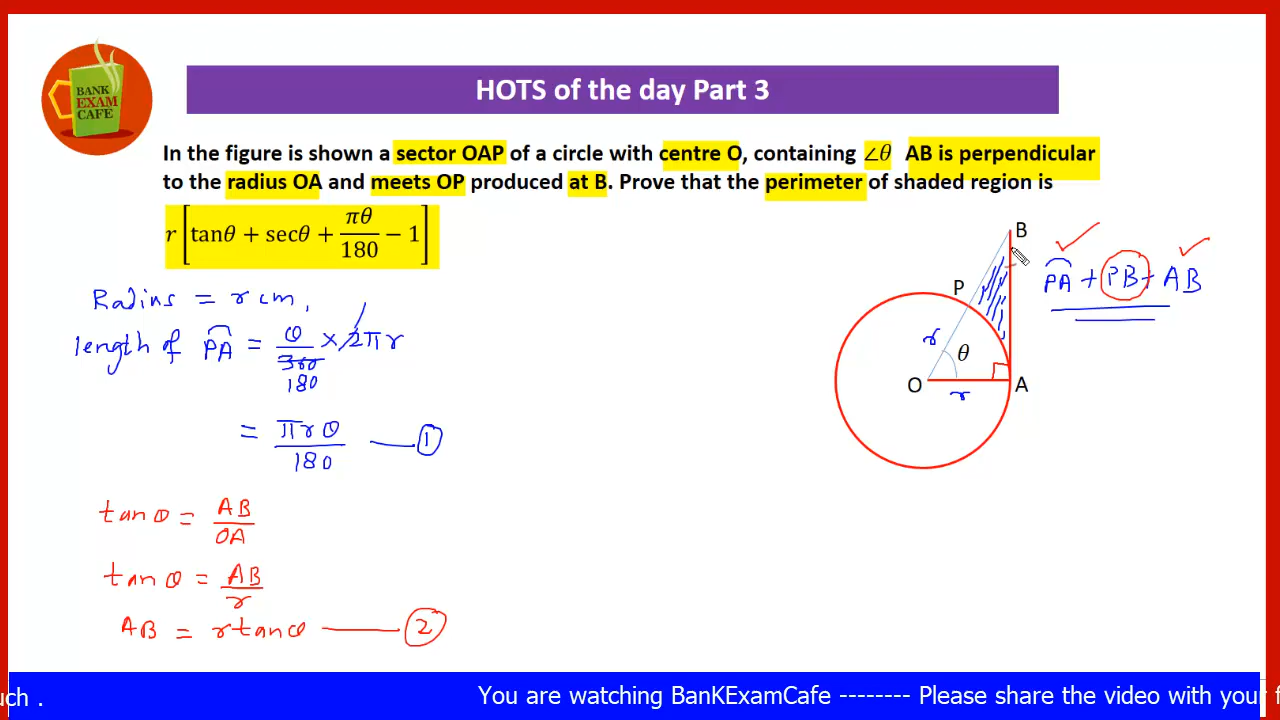 BANK
EXAM
CAFE
HOTS of the day Part 3
In the figure is shown a sector OAP of a circle with centre O, containing ∠θ AB is perpendicular
to the radius OA and meets OP produced at B. Prove that the perimeter of shaded region is
r[tanθ + secθ + πθ/180 − 1]
Radius = r cm,
length of PA = θ/360 × 2πr
180
= πrθ/180 —— ①
tanθ = AB/OA
tanθ = AB/r
AB = r tanθ —— ②
B
PA + PB + AB
P
r
θ
O
A
r
uch .
You are watching BanKExamCafe -------- Please share the video with your f